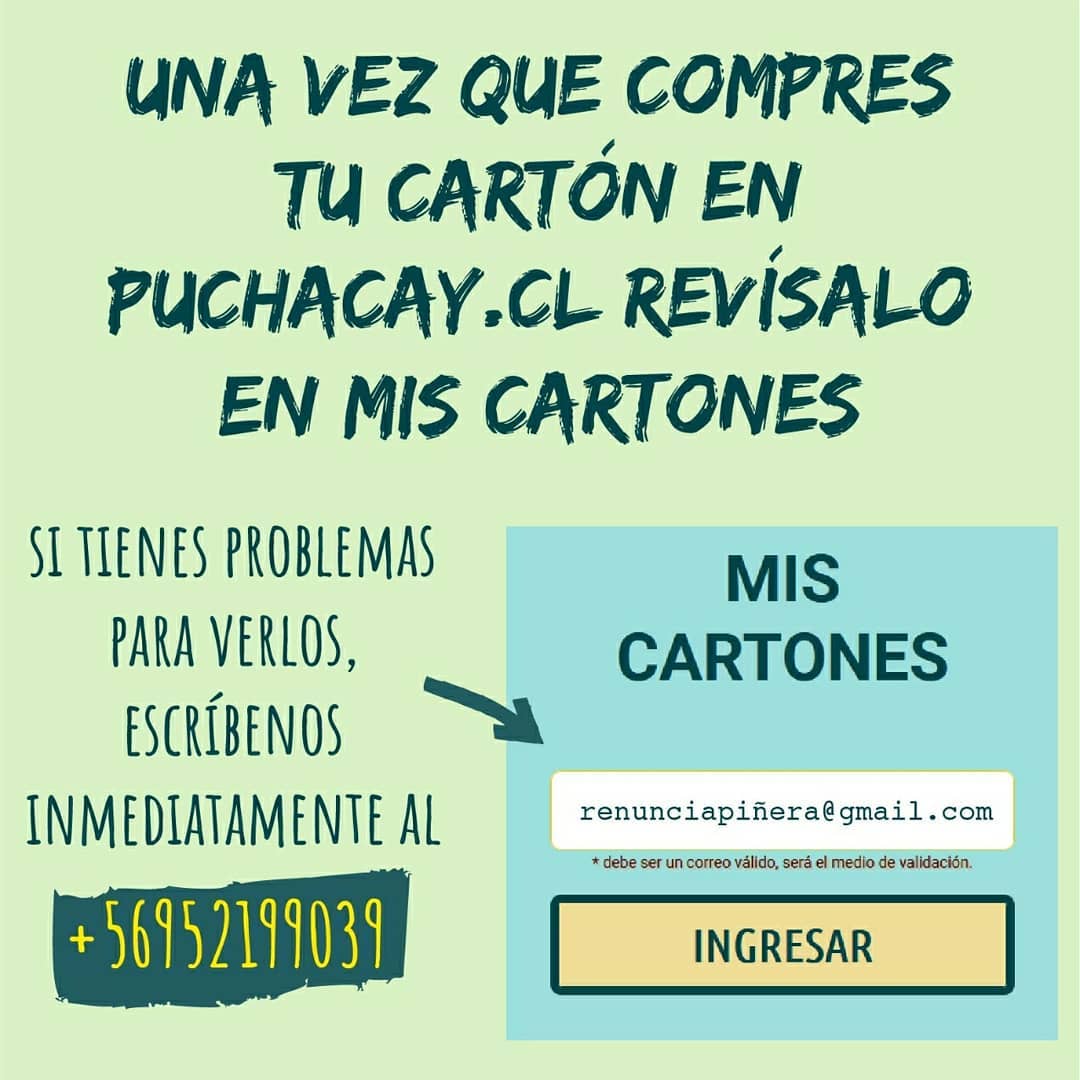 UNA VEZ QUE COMPRES
TU CARTÓN EN
PUCHACAY.CL REVÍSALO
EN MIS CARTONES
SI TIENES PROBLEMAS
PARA VERLOS,
ESCRÍBENOS
INMEDIATAMENTE AL
+56952199039
MIS
CARTONES
renunciapiñera@gmail.com
* debe ser un correo válido, será el medio de validación.
INGRESAR